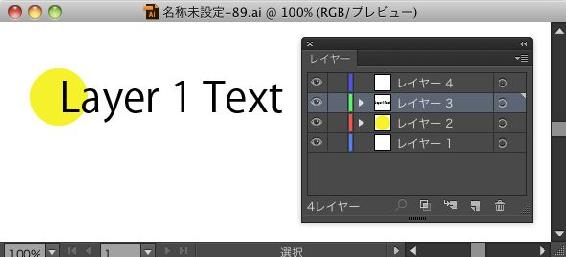 Ai 名称未設定-89.ai @ 100% (RGB/プレビュー)
Layer 1 Text
レイヤー
レイヤー 4
レイヤー 3
レイヤー 2
レイヤー 1
4レイヤー
100%
1
選択